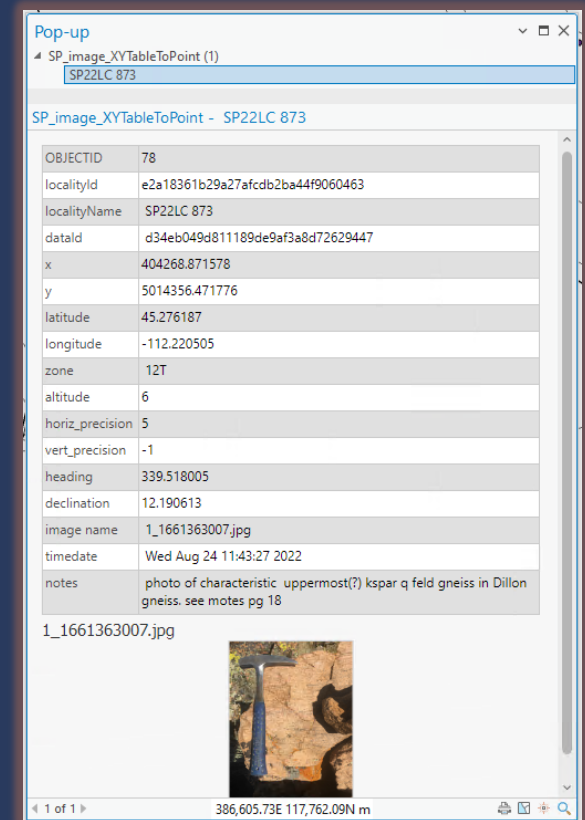 Pop-up
SP_image_XYTableToPoint (1)
SP22LC 873
SP_image_XYTableToPoint - SP22LC 873
OBJECTID 78
localityId e2a18361b29a27afcdb2ba44f9060463
localityName SP22LC 873
dataId d34eb049d811189de9af3a8d72629447
x 404268.871578
y 5014356.471776
latitude 45.276187
longitude -112.220505
zone 12T
altitude 6
horiz_precision 5
vert_precision -1
heading 339.518005
declination 12.190613
image name 1_1661363007.jpg
timedate Wed Aug 24 11:43:27 2022
notes photo of characteristic uppermost(?) kspar q feld gneiss in Dillon
gneiss. see motes pg 18
1_1661363007.jpg
1 of 1 386,605.73E 117,762.09N m